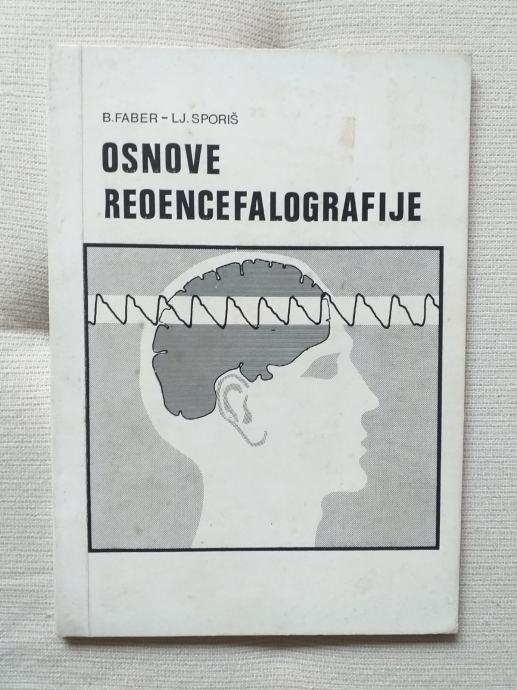 B.FABER – LJ. SPORIŠ
OSNOVE
REOENCEFALOGRAFIJE